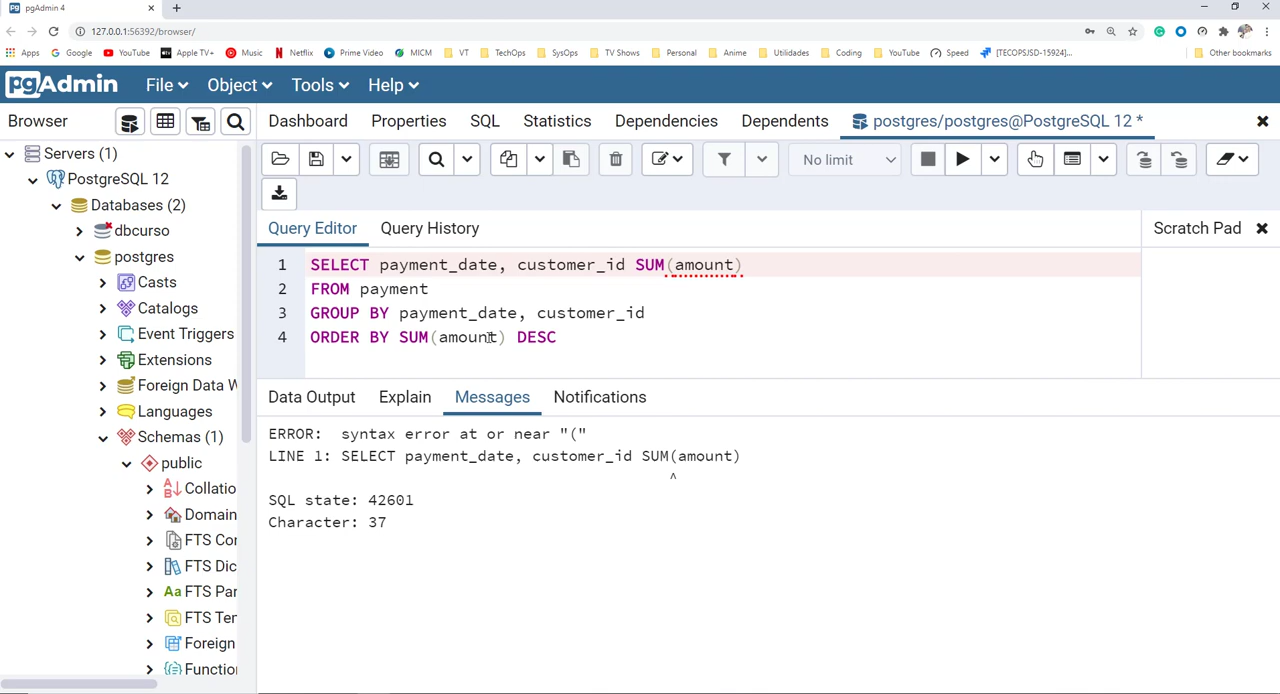 pgAdmin 4
127.0.0.1:56392/browser/
Apps Google YouTube Apple TV+ Music Netflix Prime Video MICM VT TechOps SysOps TV Shows Personal Anime Utilidades Coding YouTube Speed [TECOPSJSD-15924]... Other bookmarks
pgAdmin File Object Tools Help
Browser Dashboard Properties SQL Statistics Dependencies Dependents postgres/postgres@PostgreSQL 12 *
Servers (1)
No limit
PostgreSQL 12
Databases (2)
dbcurso
Query Editor Query History Scratch Pad
postgres
1 SELECT payment_date, customer_id SUM(amount)
Casts
2 FROM payment
Catalogs
3 GROUP BY payment_date, customer_id
Event Triggers
4 ORDER BY SUM(amount) DESC
Extensions
Foreign Data W
Data Output Explain Messages Notifications
Languages
ERROR: syntax error at or near "("
Schemas (1)
LINE 1: SELECT payment_date, customer_id SUM(amount)
public
^
Collatio
SQL state: 42601
Domain
Character: 37
FTS Cor
FTS Dic
Aa FTS Par
FTS Ter
Foreign
Functio